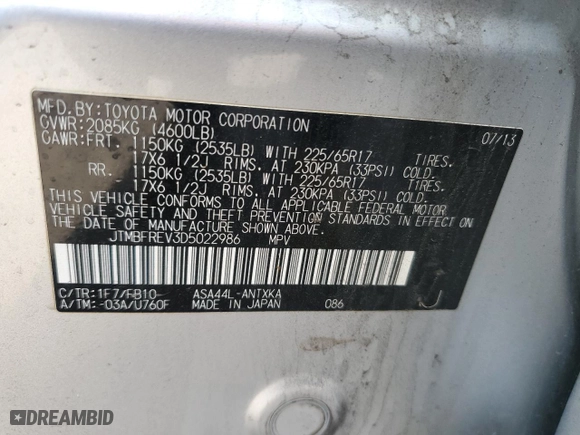 MFD.BY:TOYOTA MOTOR CORPORATION 07/13
GVWR:2085KG (4600LB)
GAWR:FRT. 1150KG (2535LB) WITH 225/65R17 TIRES.
17X6 1/2J RIMS. AT 230KPA (33PSI) COLD.
RR. 1150KG (2535LB) WITH 225/65R17 TIRES.
17X6 1/2J RIMS. AT 230KPA (33PSI) COLD.
THIS VEHICLE CONFORMS TO ALL APPLICABLE FEDERAL MOTOR
VEHICLE SAFETY AND THEFT PREVENTION STANDARDS IN EFFECT ON
THE DATE OF MANUFACTURE SHOWN ABOVE.
JTMBFREV3D5022986 MPV
C/TR:1F7/FB10- ASA44L-ANTXKA
A/TM:-03A/U760F MADE IN JAPAN 086 J
DREAMBID